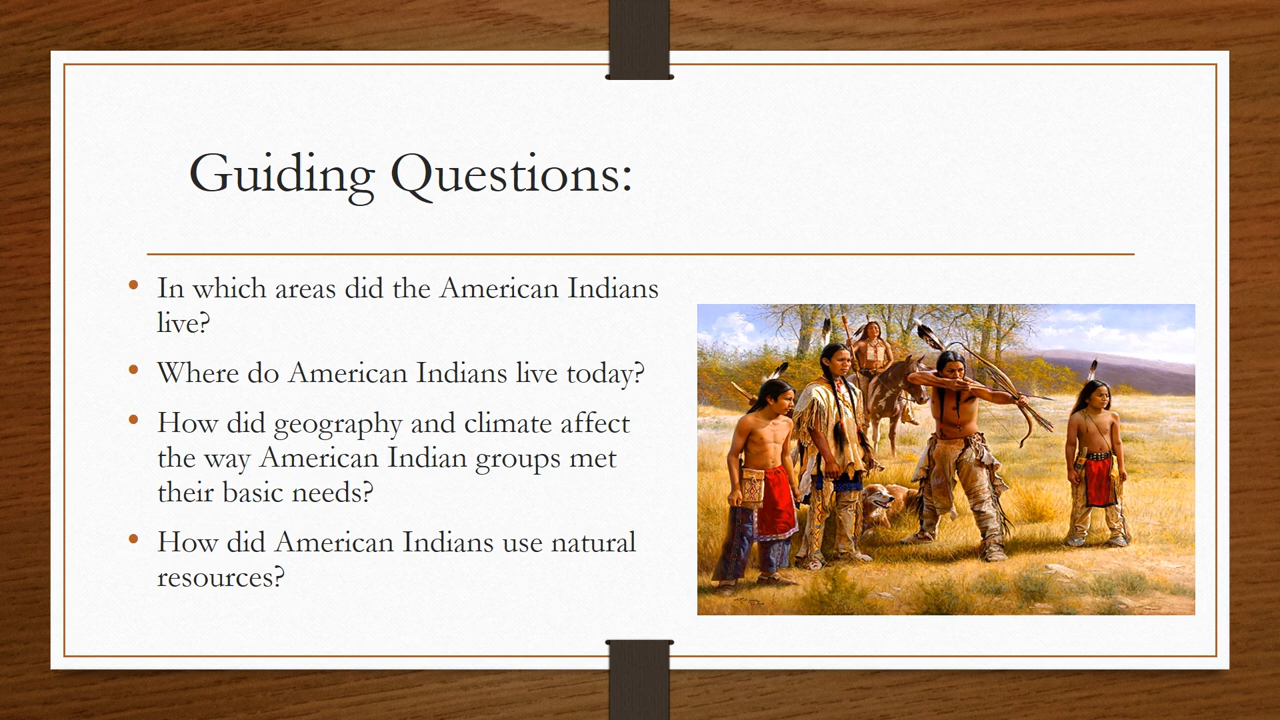 Guiding Questions:
• In which areas did the American Indians
live?
• Where do American Indians live today?
• How did geography and climate affect
the way American Indian groups met
their basic needs?
• How did American Indians use natural
resources?